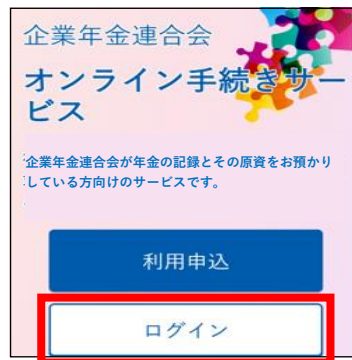 企業年金連合会
オンライン手続きサー
ビス
企業年金連合会が年金の記録とその原資をお預かり
している方向けのサービスです。
利用申込
ログイン